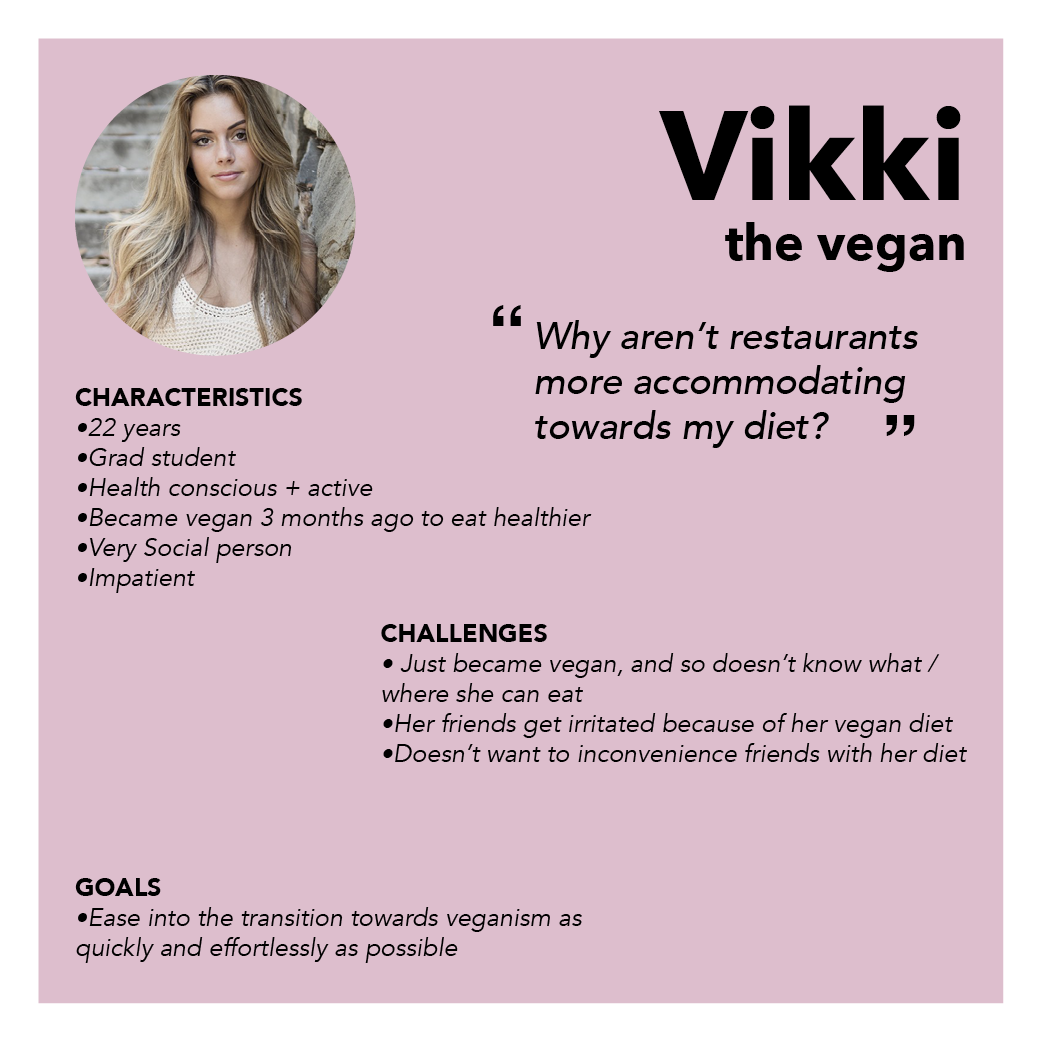 Vikki
the vegan
“ Why aren’t restaurants
more accommodating
towards my diet? ”
CHARACTERISTICS
•22 years
•Grad student
•Health conscious + active
•Became vegan 3 months ago to eat healthier
•Very Social person
•Impatient
CHALLENGES
• Just became vegan, and so doesn’t know what /
where she can eat
•Her friends get irritated because of her vegan diet
•Doesn’t want to inconvenience friends with her diet
GOALS
•Ease into the transition towards veganism as
quickly and effortlessly as possible